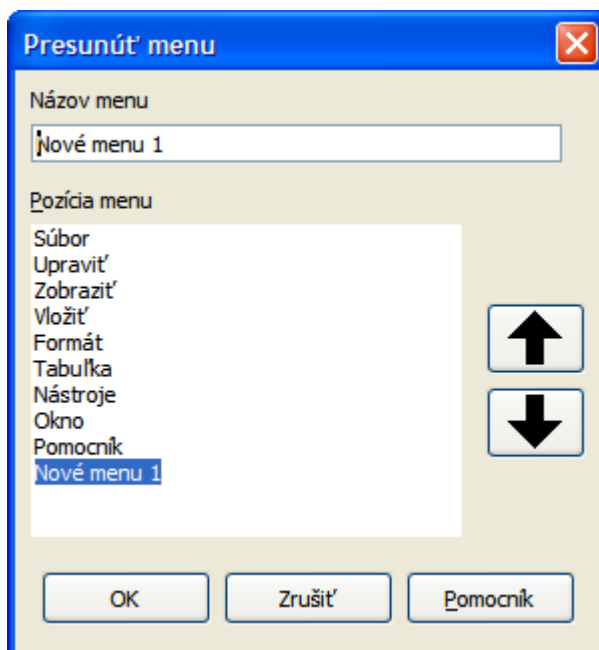 Presunúť menu
Názov menu
Nové menu 1
Pozícia menu
Súbor
Upraviť
Zobraziť
Vložiť
Formát
Tabuľka
Nástroje
Okno
Pomocník
Nové menu 1
OK
Zrušiť
Pomocník